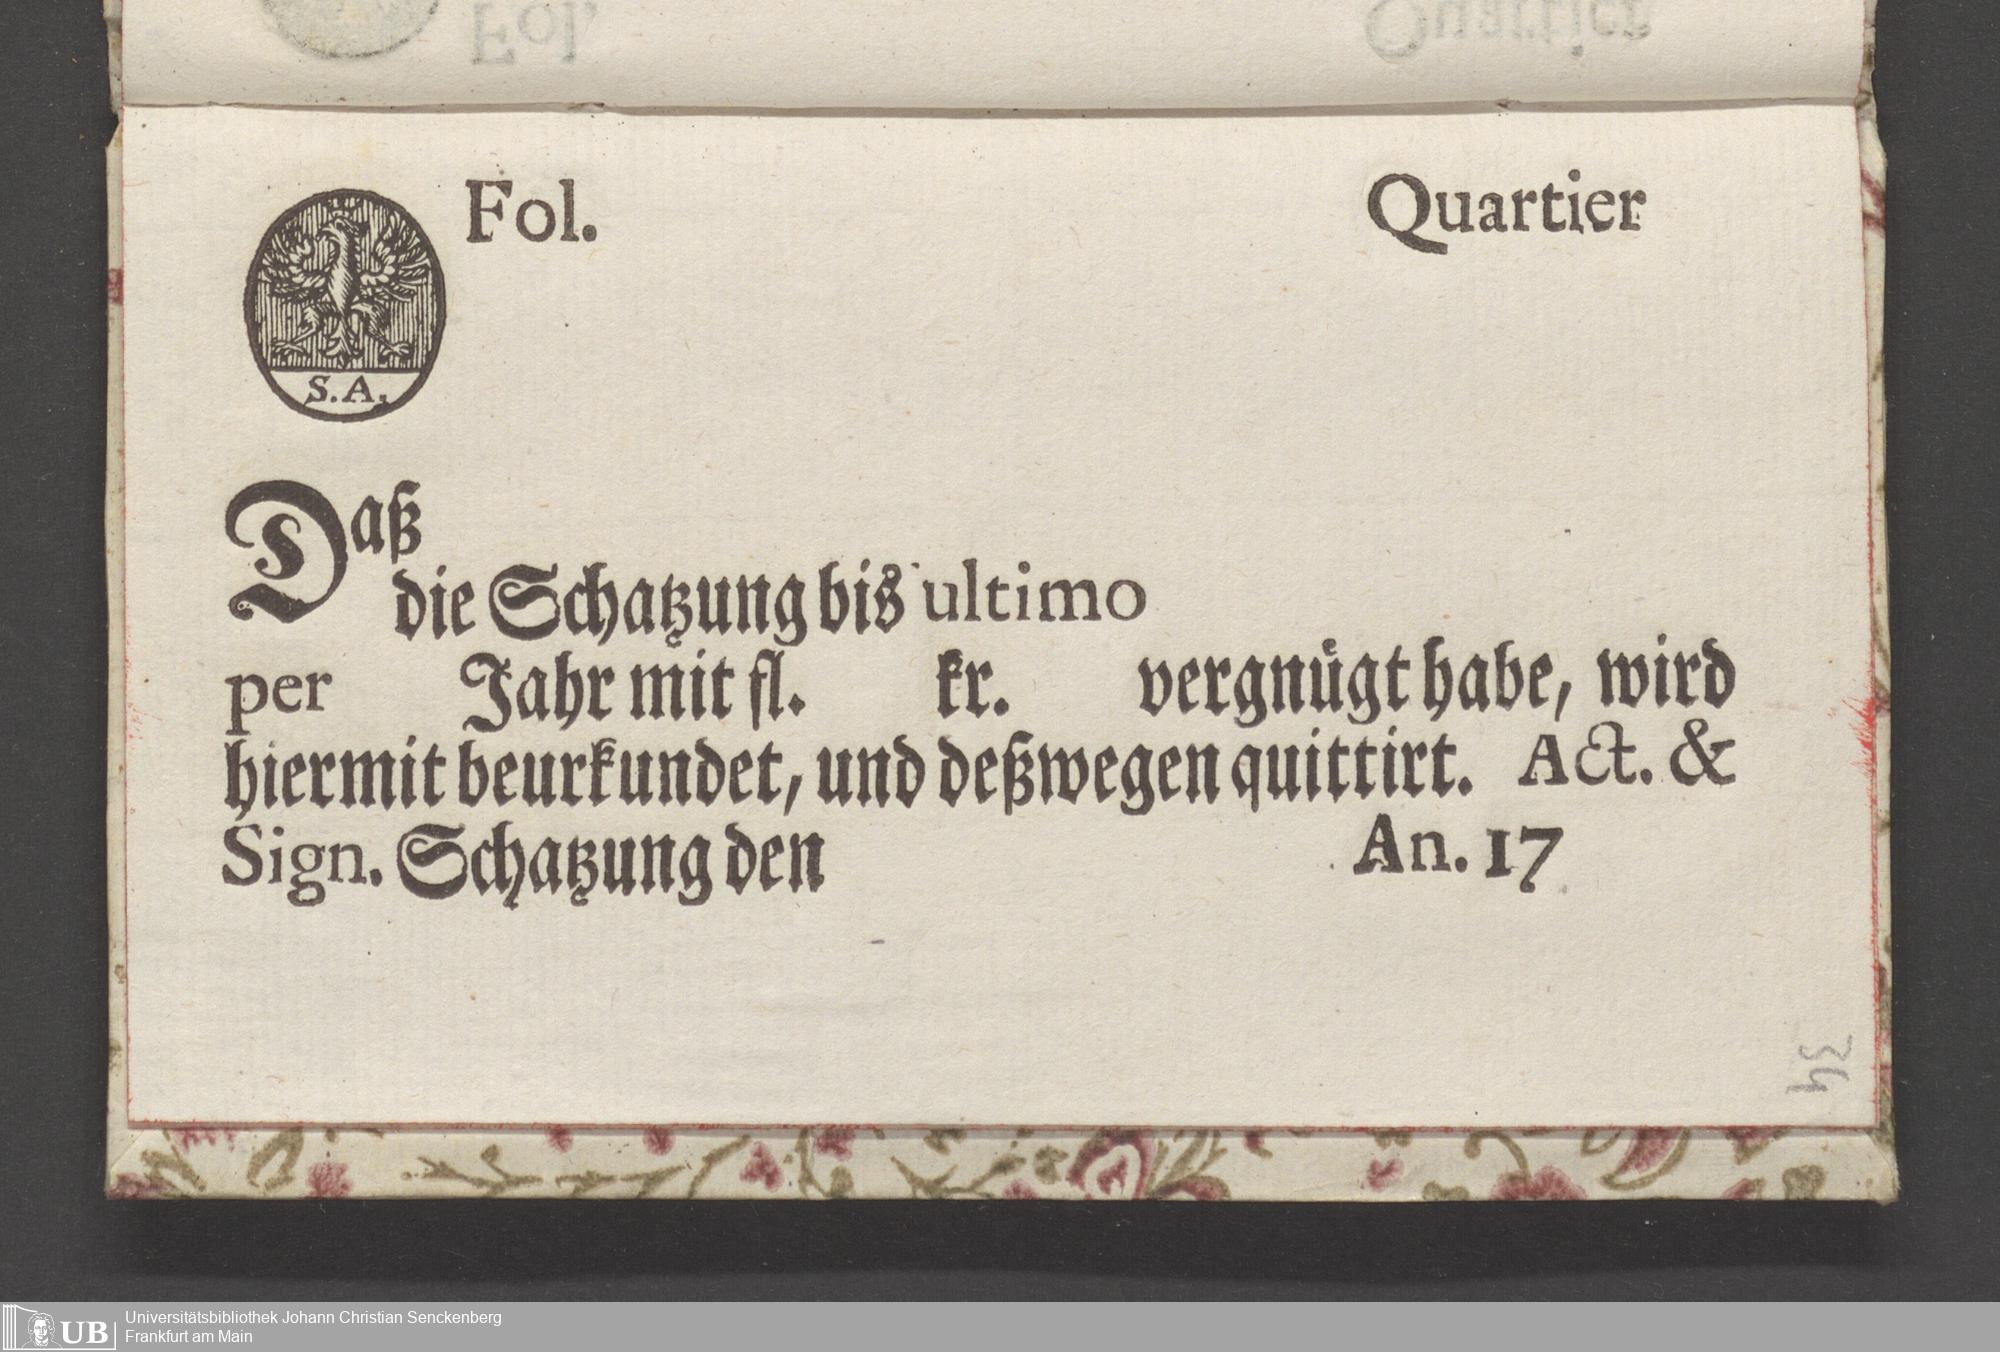 Fol. Quartier
S.A.
Daß
die Schatzung bis ultimo
per Jahr mit fl. kr. vergnügt habe, wird
hiermit beurkundet, und deßwegen quittirt. Act. &
Sign. Schatzung den An. 17
34
Universitätsbibliothek Johann Christian Senckenberg
UB Frankfurt am Main